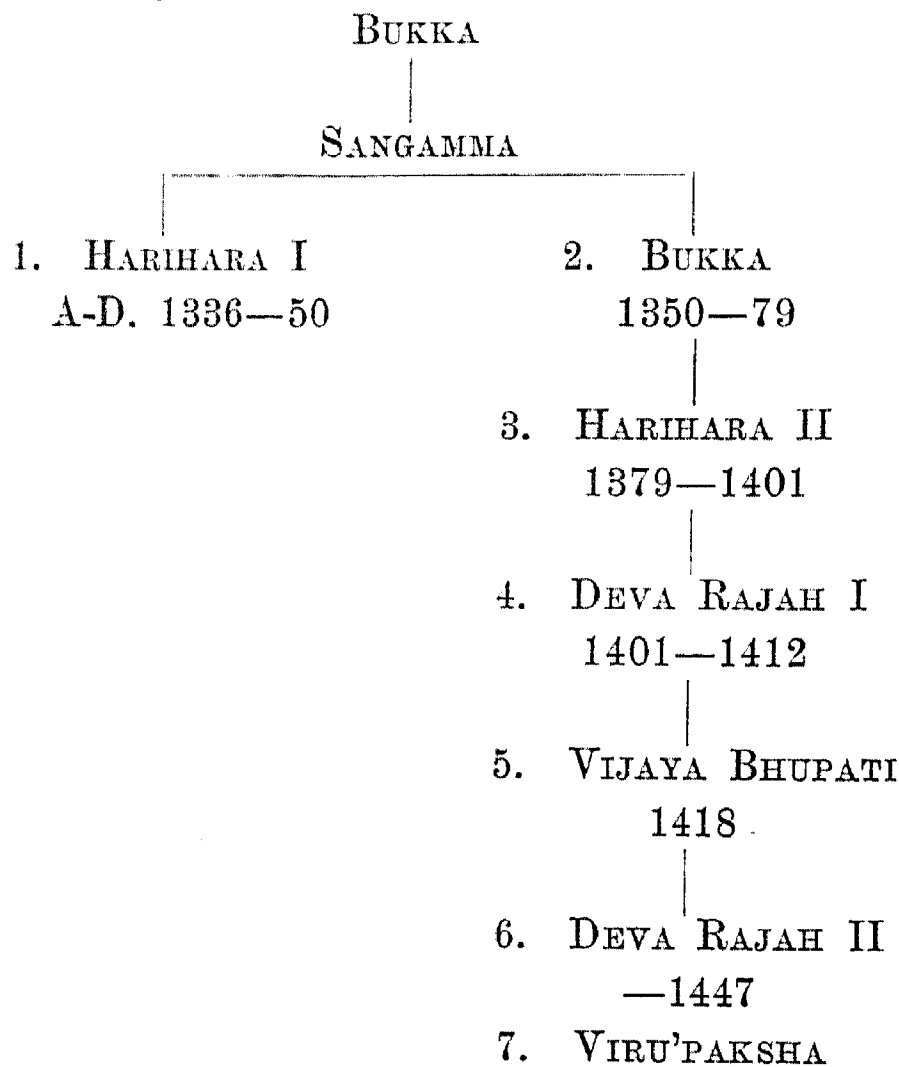 BUKKA
SANGAMMA
1. HARIHARA I
A-D. 1336—50
2. BUKKA
1350—79
3. HARIHARA II
1379—1401
4. DEVA RAJAH I
1401—1412
5. VIJAYA BHUPATI
1418
6. DEVA RAJAH II
—1447
7. VIRU'PAKSHA